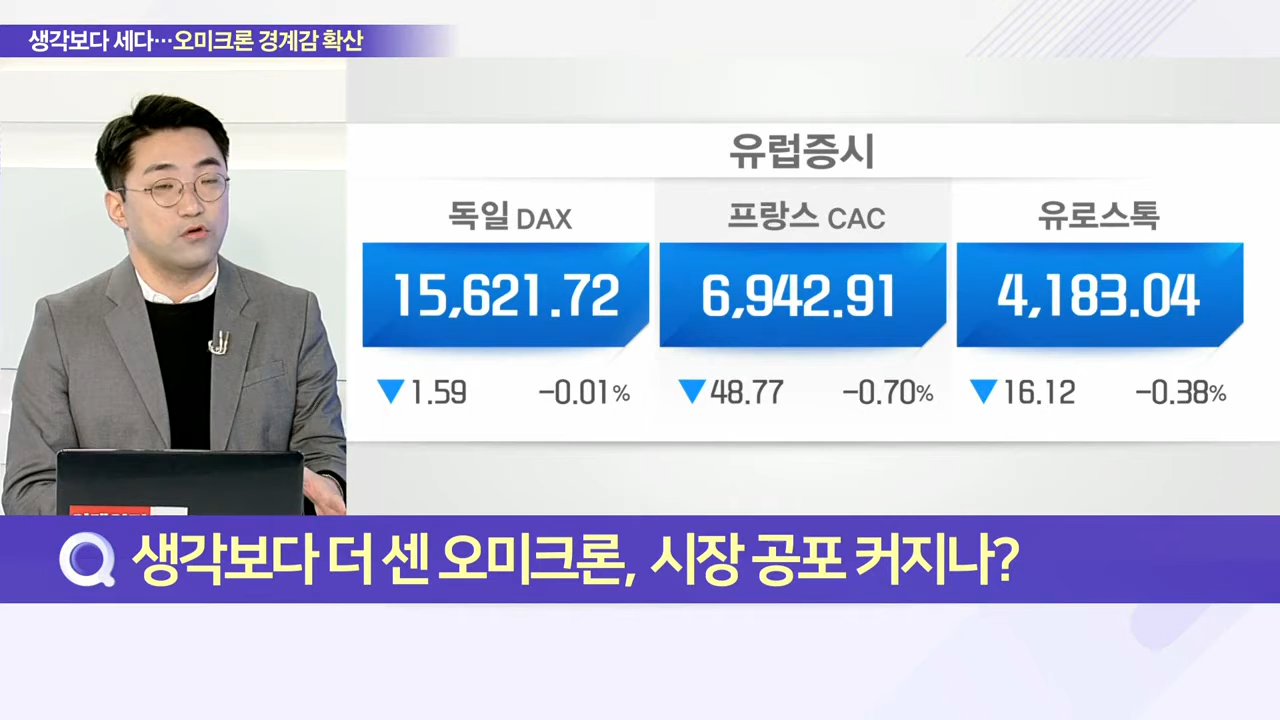 생각보다 세다…오미크론 경계감 확산
유럽증시
독일 DAX 프랑스 CAC 유로스톡
15,621.72 6,942.91 4,183.04
▼1.59 -0.01% ▼48.77 -0.70% ▼16.12 -0.38%
Q 생각보다 더 센 오미크론, 시장 공포 커지나?